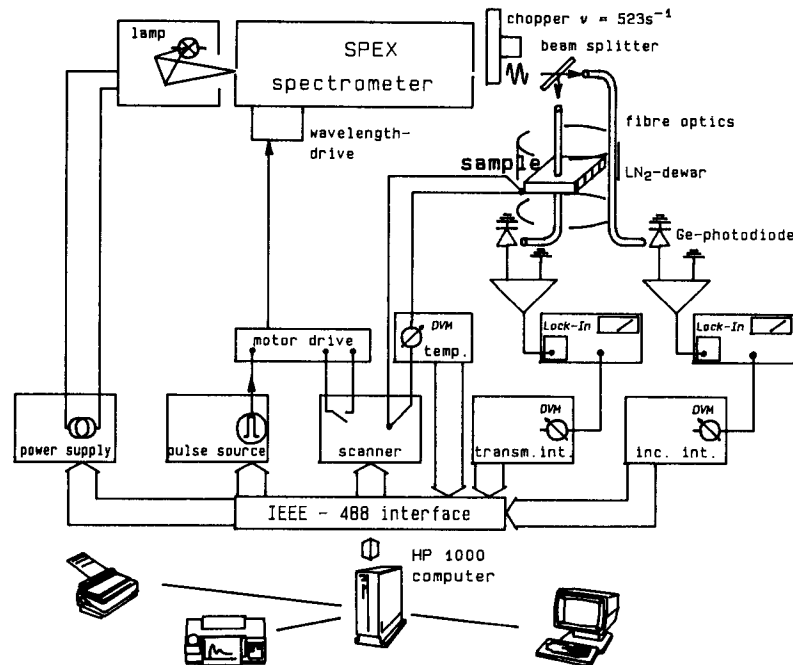 lamp
SPEX
spectrometer
chopper ν = 523s⁻¹
beam splitter
wavelength-
drive
fibre optics
sample
LN₂-dewar
Ge-photodiode
motor drive
DVM
temp.
Lock-In
Lock-In
power supply
pulse source
scanner
DVM
transm.int.
DVM
inc. int.
IEEE - 488 interface
HP 1000
computer